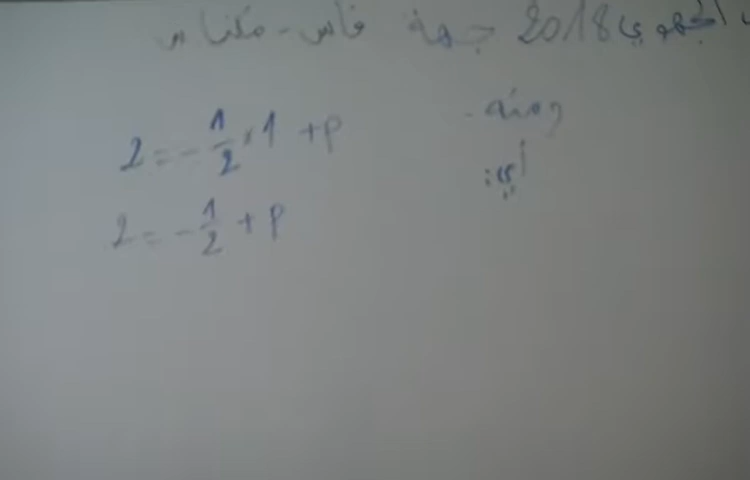 الجهوي 2018 جهة فاس - مكناس
ومنه. 2 = -1/2 × 1 + p
أي: 2 = -1/2 + p